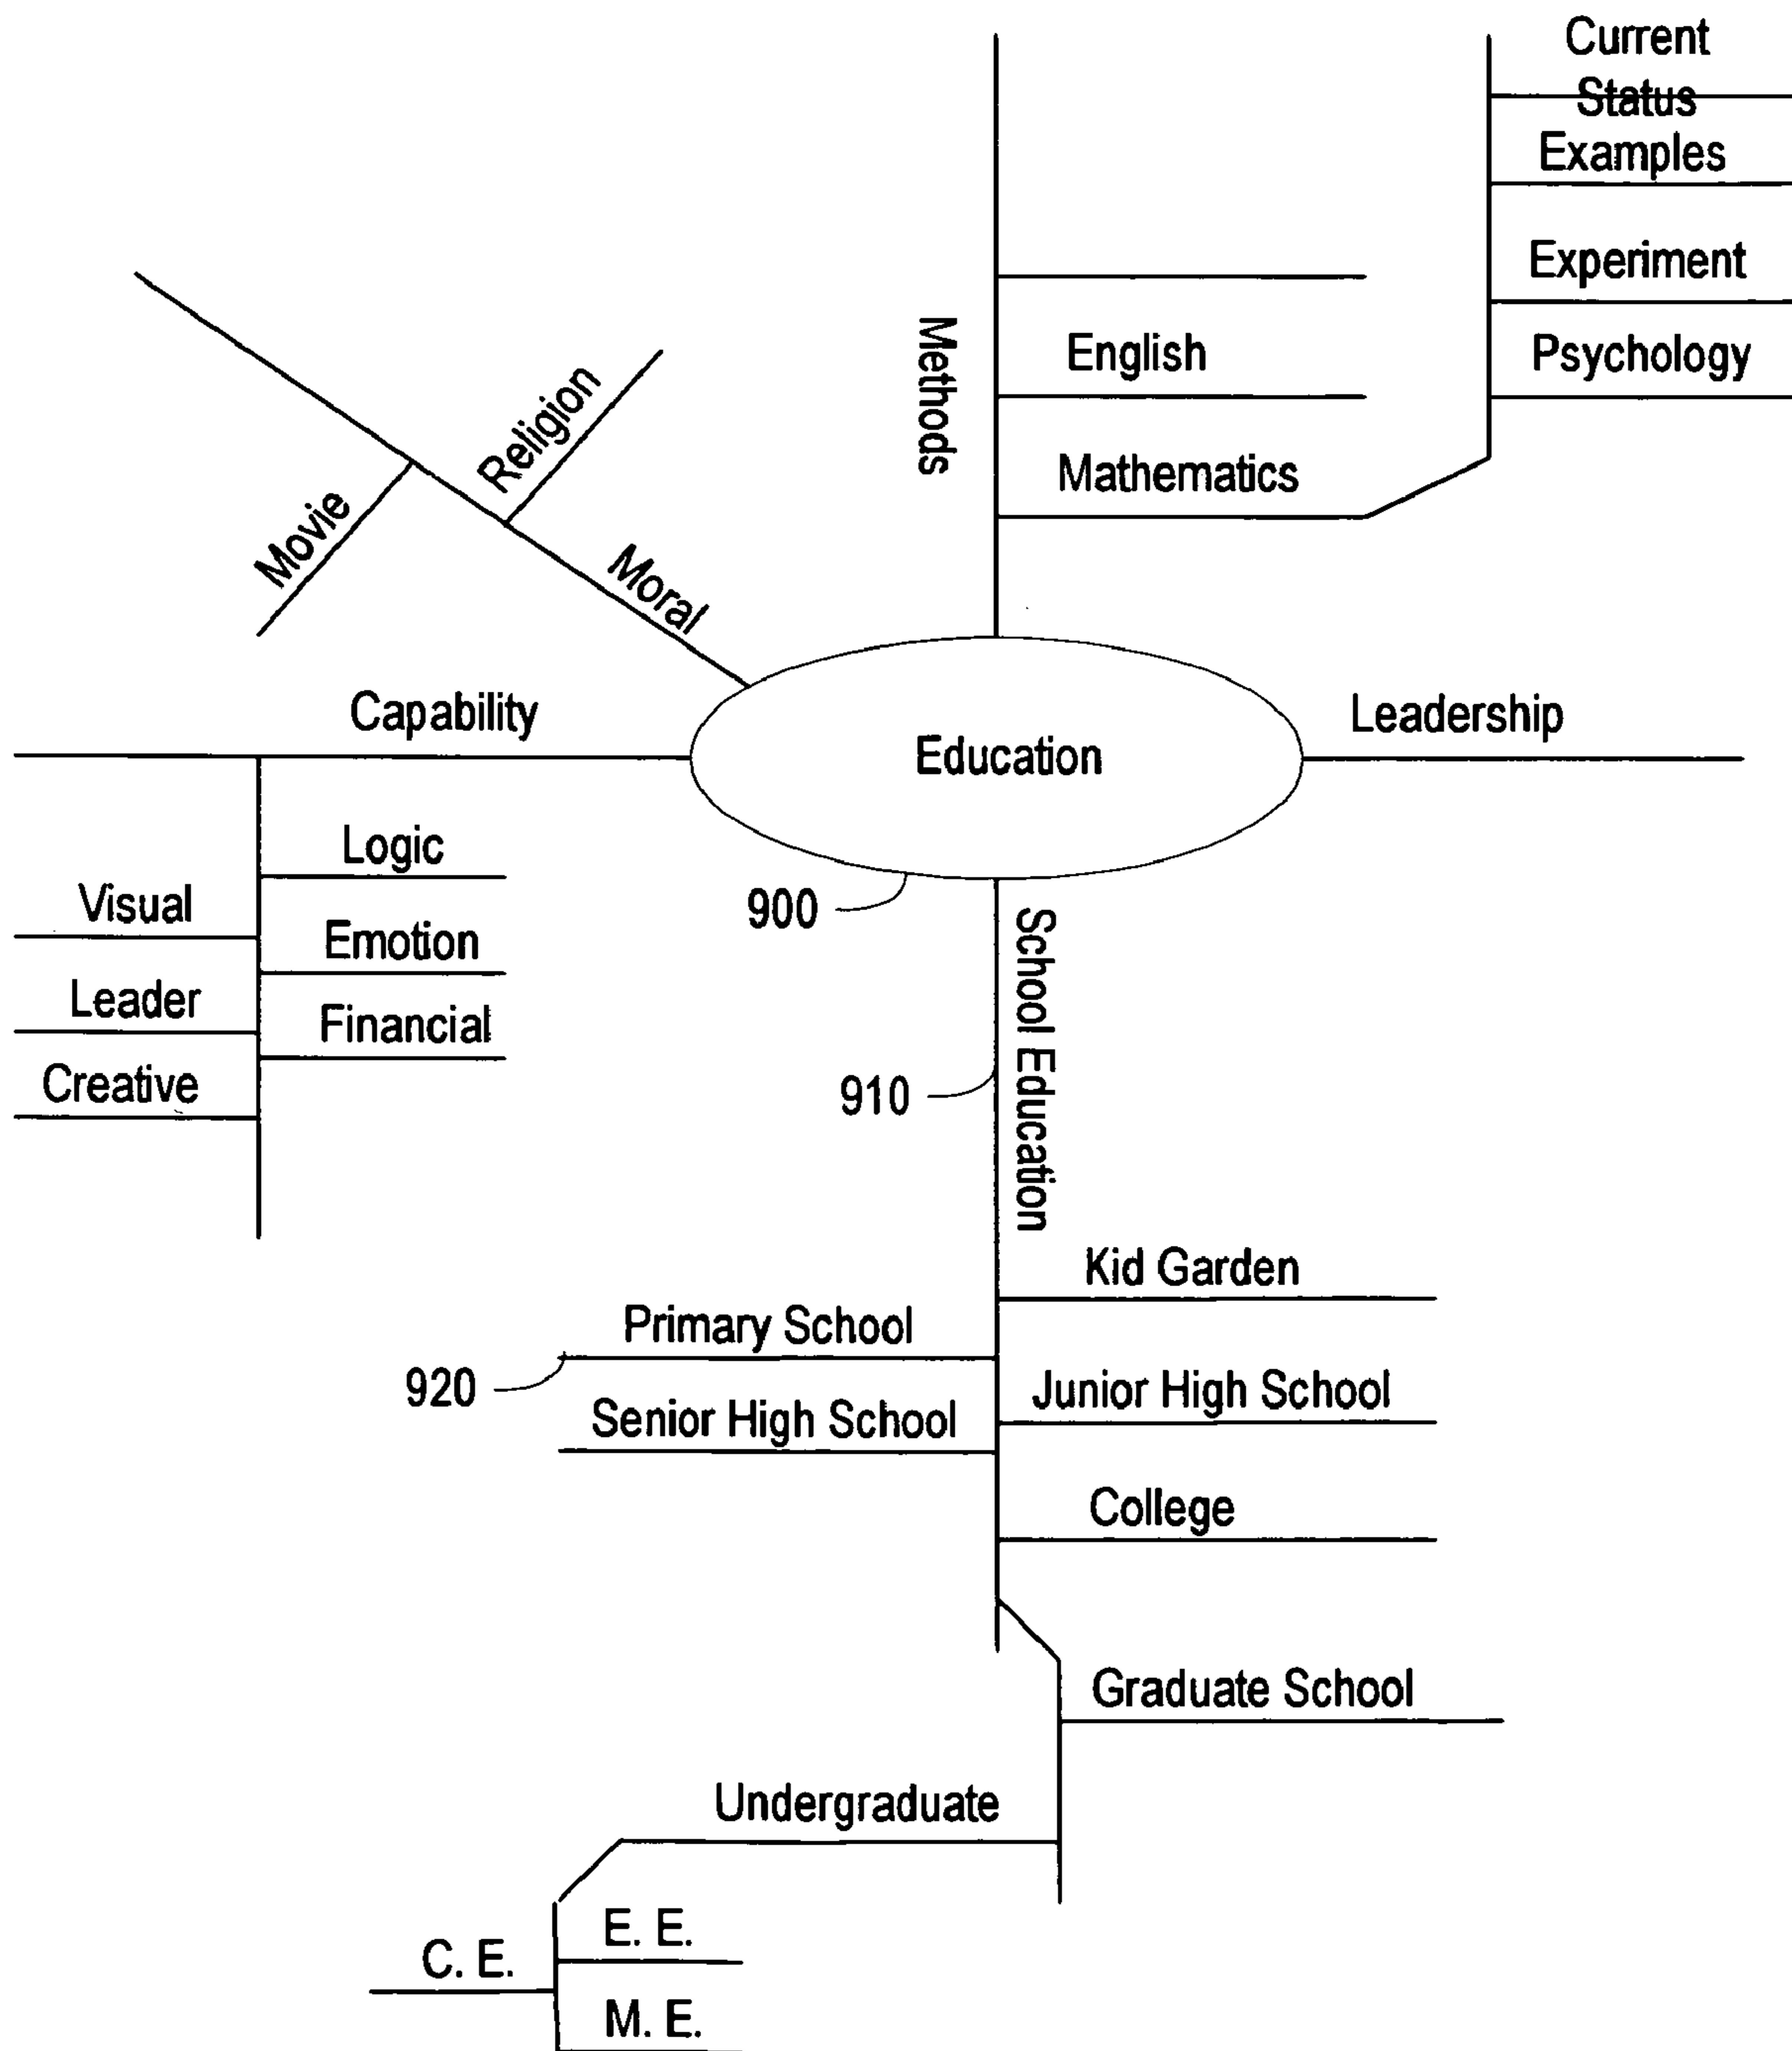 Current
Status
Examples
Experiment
Psychology
Methods
English
Mathematics
Religion
Movie
Moral
Capability
Education
Leadership
Logic
Visual
Emotion
Leader
Financial
Creative
900
910
School Education
Kid Garden
Primary School
920
Junior High School
Senior High School
College
Graduate School
Undergraduate
E. E.
C. E.
M. E.